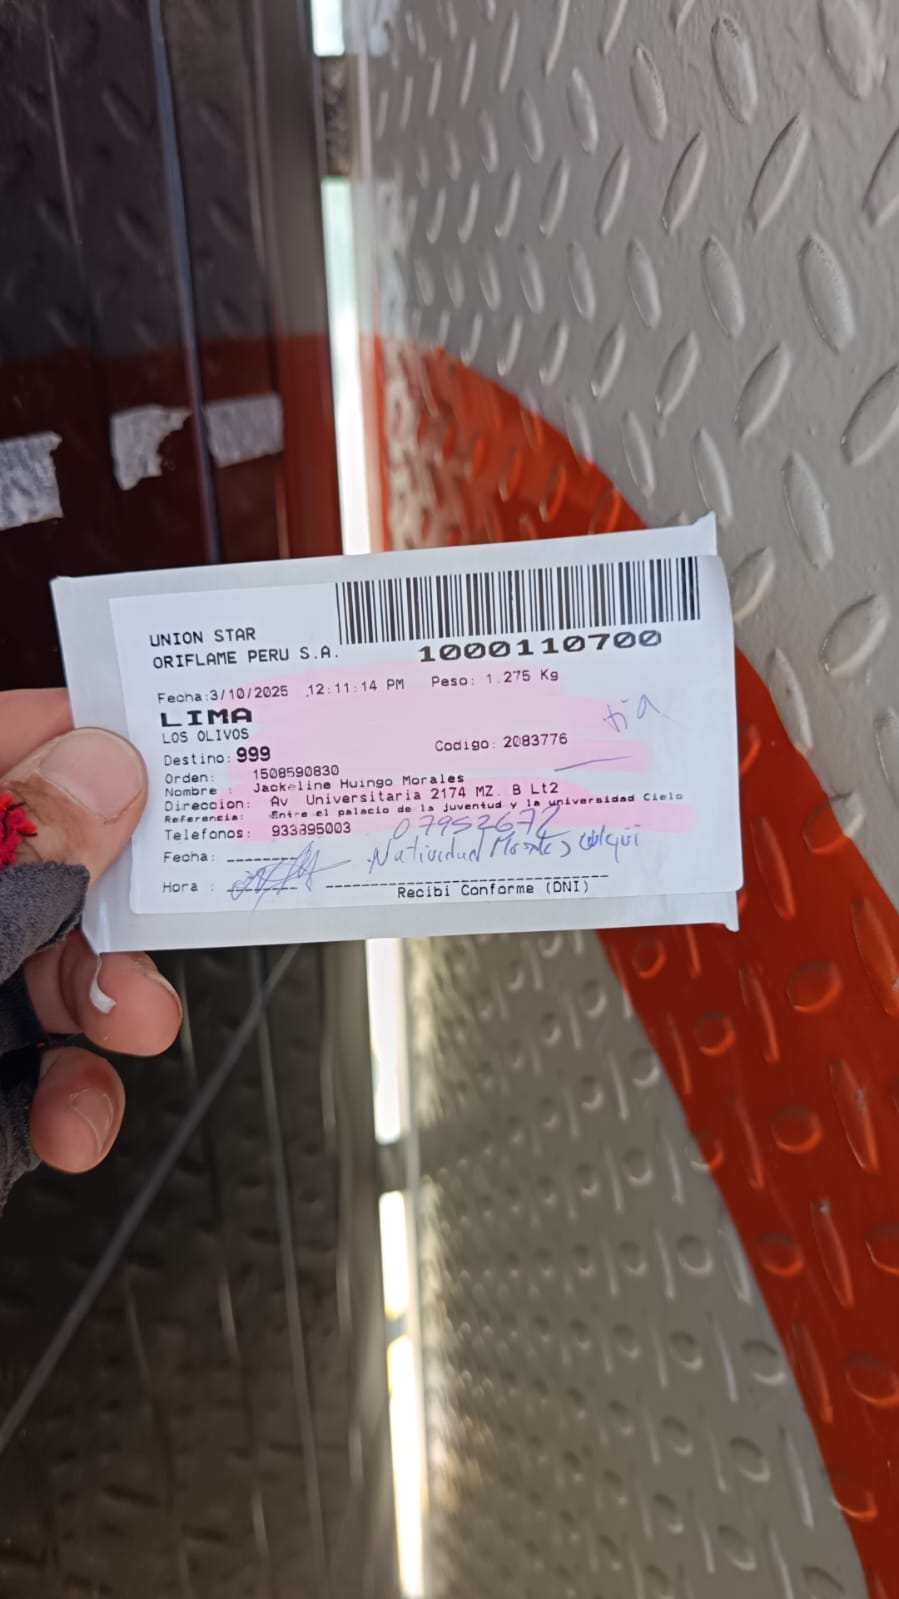 UNION STAR
ORIFLAME PERU S.A.
1000110700
Fecha:3/10/2025 12:11:14 PM Peso: 1.275 Kg
LIMA
LOS OLIVOS
tía
Destino: 999 Codigo: 2083776
Orden: 1508590830
Nombre : Jackeline Huingo Morales
Direccion: Av Universitaria 2174 MZ. B Lt2
Referencia: Entre el palacio de la juventud y la universidad Cielo
Telefonos: 933395003
07952672
Natividad Morales
Fecha: --------
Hora : --------
Recibi Conforme (DNI)